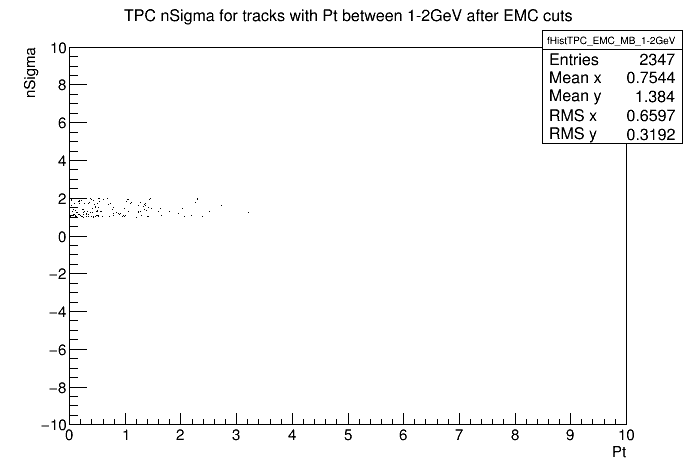 TPC nSigma for tracks with Pt between 1-2GeV after EMC cuts
fHistTPC_EMC_MB_1-2GeV
Entries 2347
Mean x 0.7544
Mean y 1.384
RMS x 0.6597
RMS y 0.3192
nSigma
10
8
6
4
2
0
−2
−4
−6
−8
−10
0 1 2 3 4 5 6 7 8 9 10
Pt